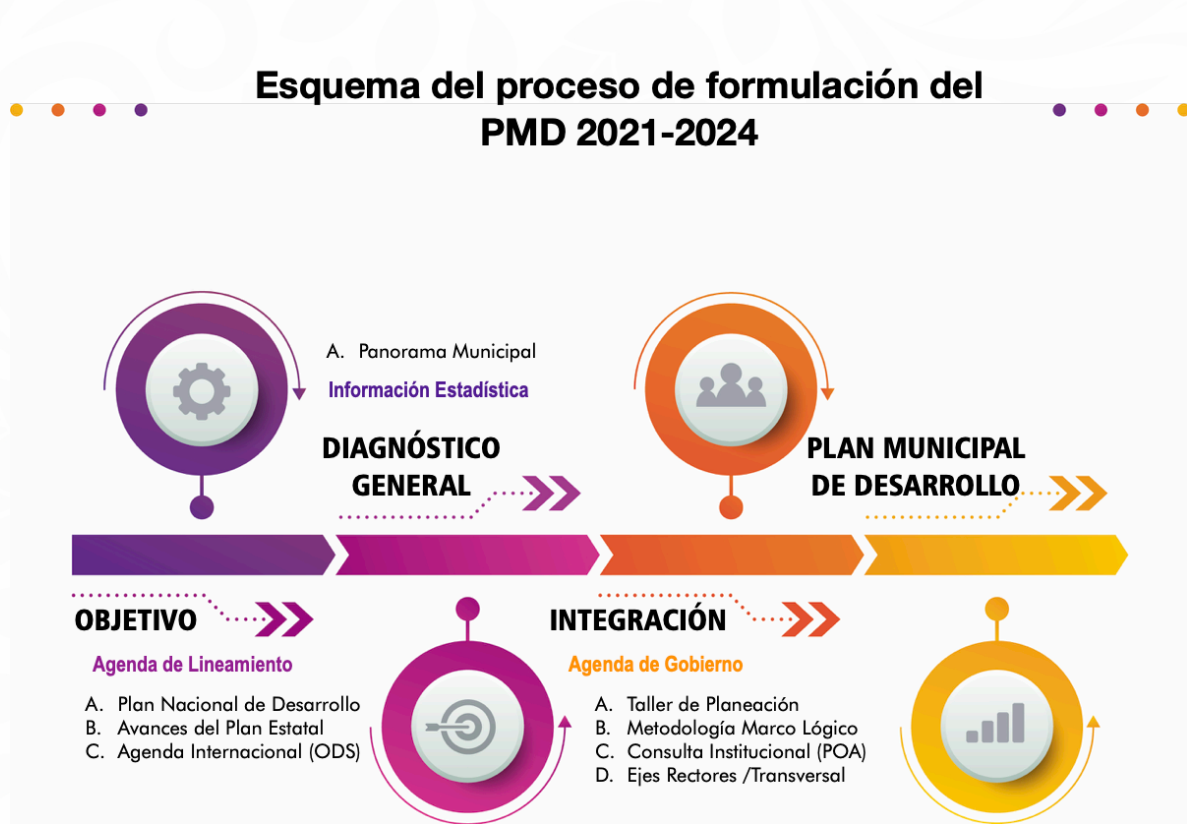 Esquema del proceso de formulación del
PMD 2021-2024
A. Panorama Municipal
Información Estadística
DIAGNÓSTICO
GENERAL
PLAN MUNICIPAL
DE DESARROLLO
OBJETIVO
Agenda de Lineamiento
A. Plan Nacional de Desarrollo
B. Avances del Plan Estatal
C. Agenda Internacional (ODS)
INTEGRACIÓN
Agenda de Gobierno
A. Taller de Planeación
B. Metodología Marco Lógico
C. Consulta Institucional (POA)
D. Ejes Rectores /Transversal